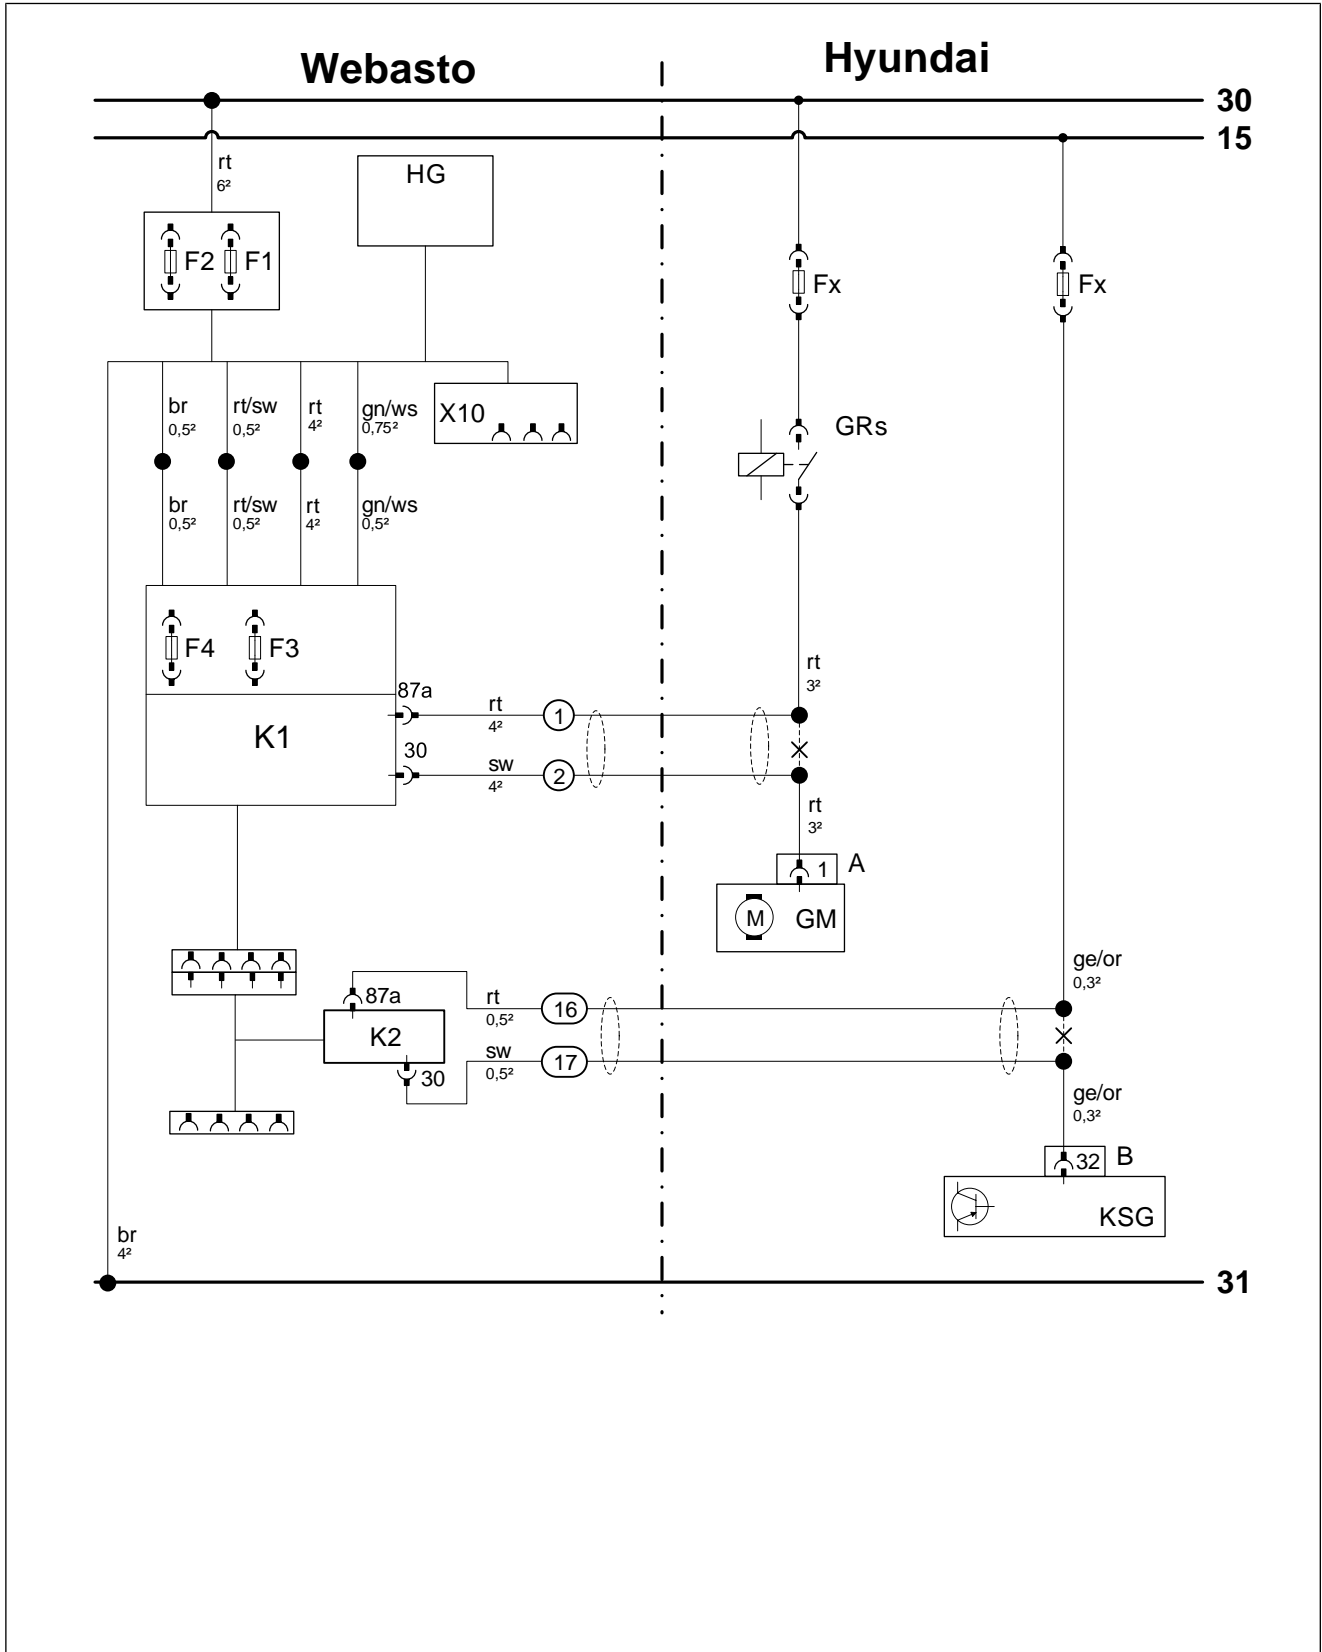 Webasto
Hyundai
30
15
rt
6²
HG
F2
F1
Fx
Fx
br
0,5²
rt/sw
0,5²
rt
4²
gn/ws
0,75²
X10
GRs
br
0,5²
rt/sw
0,5²
rt
4²
gn/ws
0,5²
F4
F3
rt
3²
87a
rt
4²
1
K1
30
sw
4²
2
rt
3²
1
A
M
GM
ge/or
0,3²
87a
rt
0,5²
16
K2
sw
0,5²
17
30
ge/or
0,3²
32
B
KSG
br
4²
31